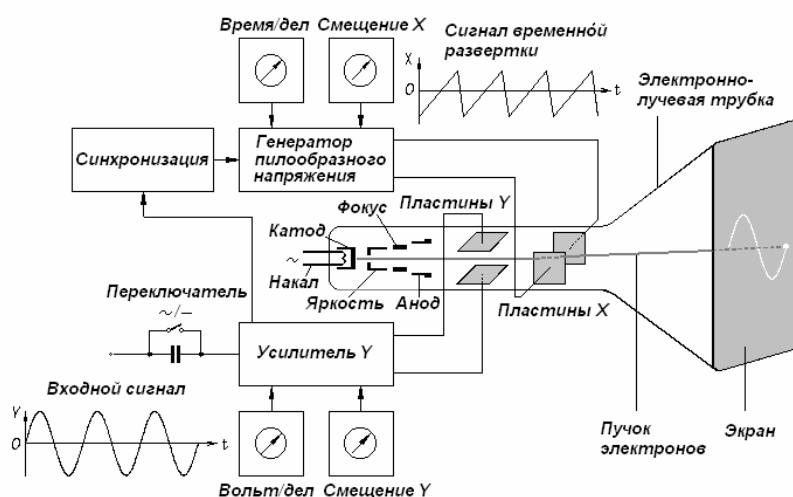 Время/дел
Смещение X
Сигнал временно́й
развертки
X
0
t
Электронно-
лучевая трубка
Синхронизация
Генератор
пилообразного
напряжения
Пластины Y
Фокус
Катод
~
Накал
Яркость
Анод
Пластины X
Переключатель
~/–
Усилитель Y
Входной сигнал
Y
0
t
Вольт/дел
Смещение Y
Пучок
электронов
Экран